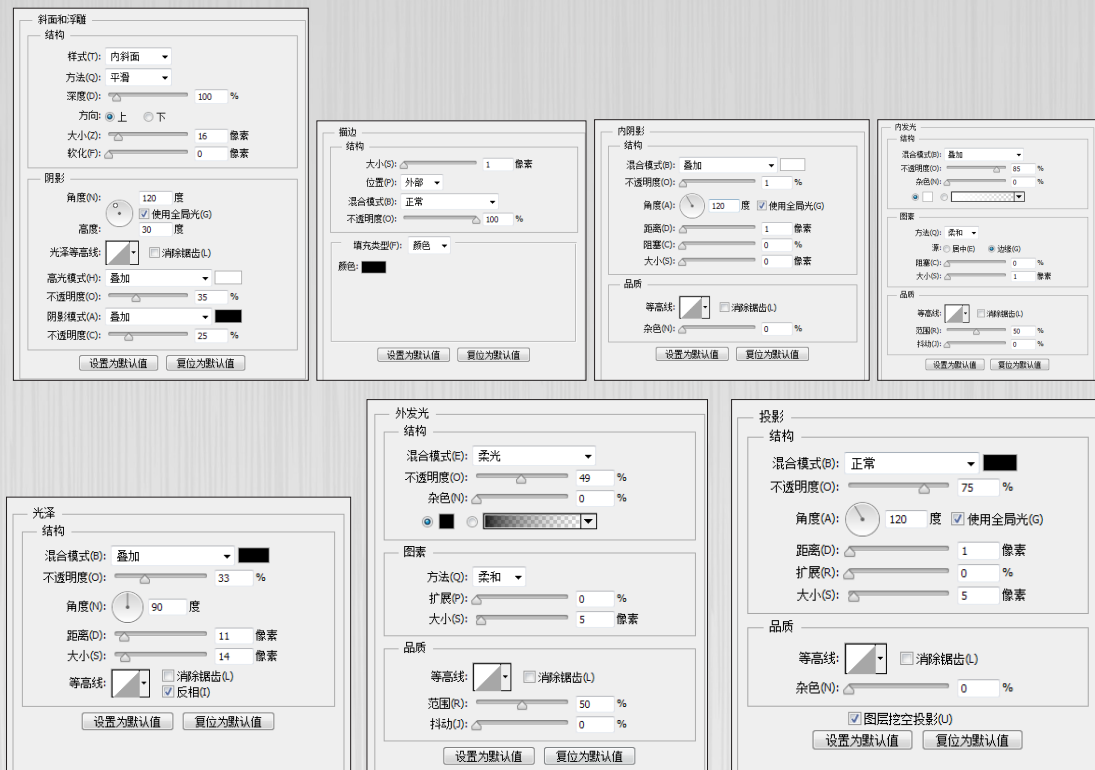 斜面和浮雕
结构
样式(T): 内斜面
方法(Q): 平滑
深度(D): 100 %
方向: 上 下
大小(Z): 16 像素
软化(F): 0 像素
阴影
角度(N): 120 度
使用全局光(G)
高度: 30 度
光泽等高线: 消除锯齿(L)
高光模式(H): 叠加
不透明度(O): 35 %
阴影模式(A): 叠加
不透明度(C): 25 %
设置为默认值 复位为默认值
描边
结构
大小(S): 1 像素
位置(P): 外部
混合模式(B): 正常
不透明度(O): 100 %
填充类型(F): 颜色
颜色:
设置为默认值 复位为默认值
内阴影
结构
混合模式(B): 叠加
不透明度(O): 1 %
角度(A): 120 度 使用全局光(G)
距离(D): 1 像素
阻塞(C): 0 %
大小(S): 0 像素
品质
等高线: 消除锯齿(L)
杂色(N): 0 %
设置为默认值 复位为默认值
内发光
结构
混合模式(B): 叠加
不透明度(O): 85 %
杂色(N): 0 %
图素
方法(Q): 柔和
源: 居中(E) 边缘(G)
阻塞(C): 0 %
大小(S): 1 像素
品质
等高线: 消除锯齿(L)
范围(R): 50 %
抖动(J): 0 %
设置为默认值 复位为默认值
光泽
结构
混合模式(B): 叠加
不透明度(O): 33 %
角度(N): 90 度
距离(D): 11 像素
大小(S): 14 像素
等高线: 消除锯齿(L)
反相(I)
设置为默认值 复位为默认值
外发光
结构
混合模式(E): 柔光
不透明度(O): 49 %
杂色(N): 0 %
图素
方法(Q): 柔和
扩展(P): 0 %
大小(S): 5 像素
品质
等高线: 消除锯齿(L)
范围(R): 50 %
抖动(J): 0 %
设置为默认值 复位为默认值
投影
结构
混合模式(B): 正常
不透明度(O): 75 %
角度(A): 120 度 使用全局光(G)
距离(D): 1 像素
扩展(R): 0 %
大小(S): 5 像素
品质
等高线: 消除锯齿(L)
杂色(N): 0 %
图层挖空投影(U)
设置为默认值 复位为默认值